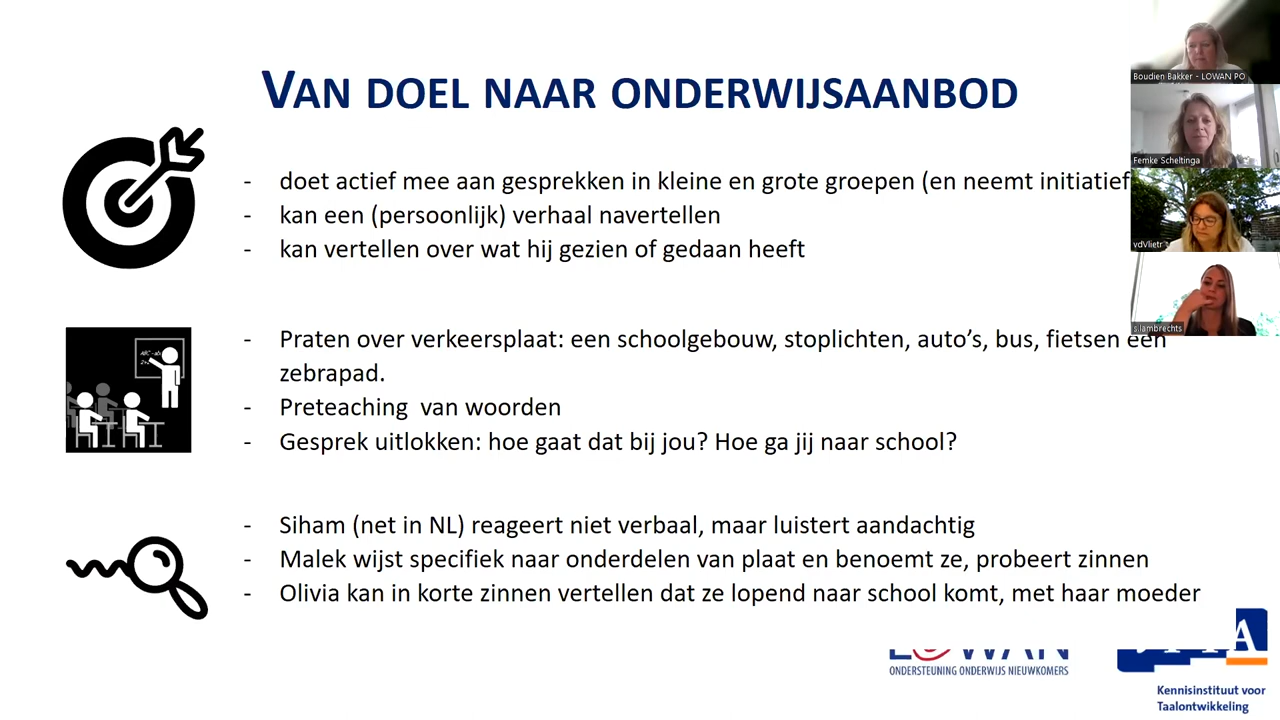 VAN DOEL NAAR ONDERWIJSAANBOD
- doet actief mee aan gesprekken in kleine en grote groepen (en neemt initiatief
- kan een (persoonlijk) verhaal navertellen
- kan vertellen over wat hij gezien of gedaan heeft
- Praten over verkeersplaat: een schoolgebouw, stoplichten, auto's, bus, fietsen een
zebrapad.
- Preteaching van woorden
- Gesprek uitlokken: hoe gaat dat bij jou? Hoe ga jij naar school?
- Siham (net in NL) reageert niet verbaal, maar luistert aandachtig
- Malek wijst specifiek naar onderdelen van plaat en benoemt ze, probeert zinnen
- Olivia kan in korte zinnen vertellen dat ze lopend naar school komt, met haar moeder
Boudien Bakker - LOWAN PO
Femke Scheltinga
vdVlietr
s.lambrechts
LOWAN
ONDERSTEUNING ONDERWIJS NIEUWKOMERS
Kennisinstituut voor
Taalontwikkeling